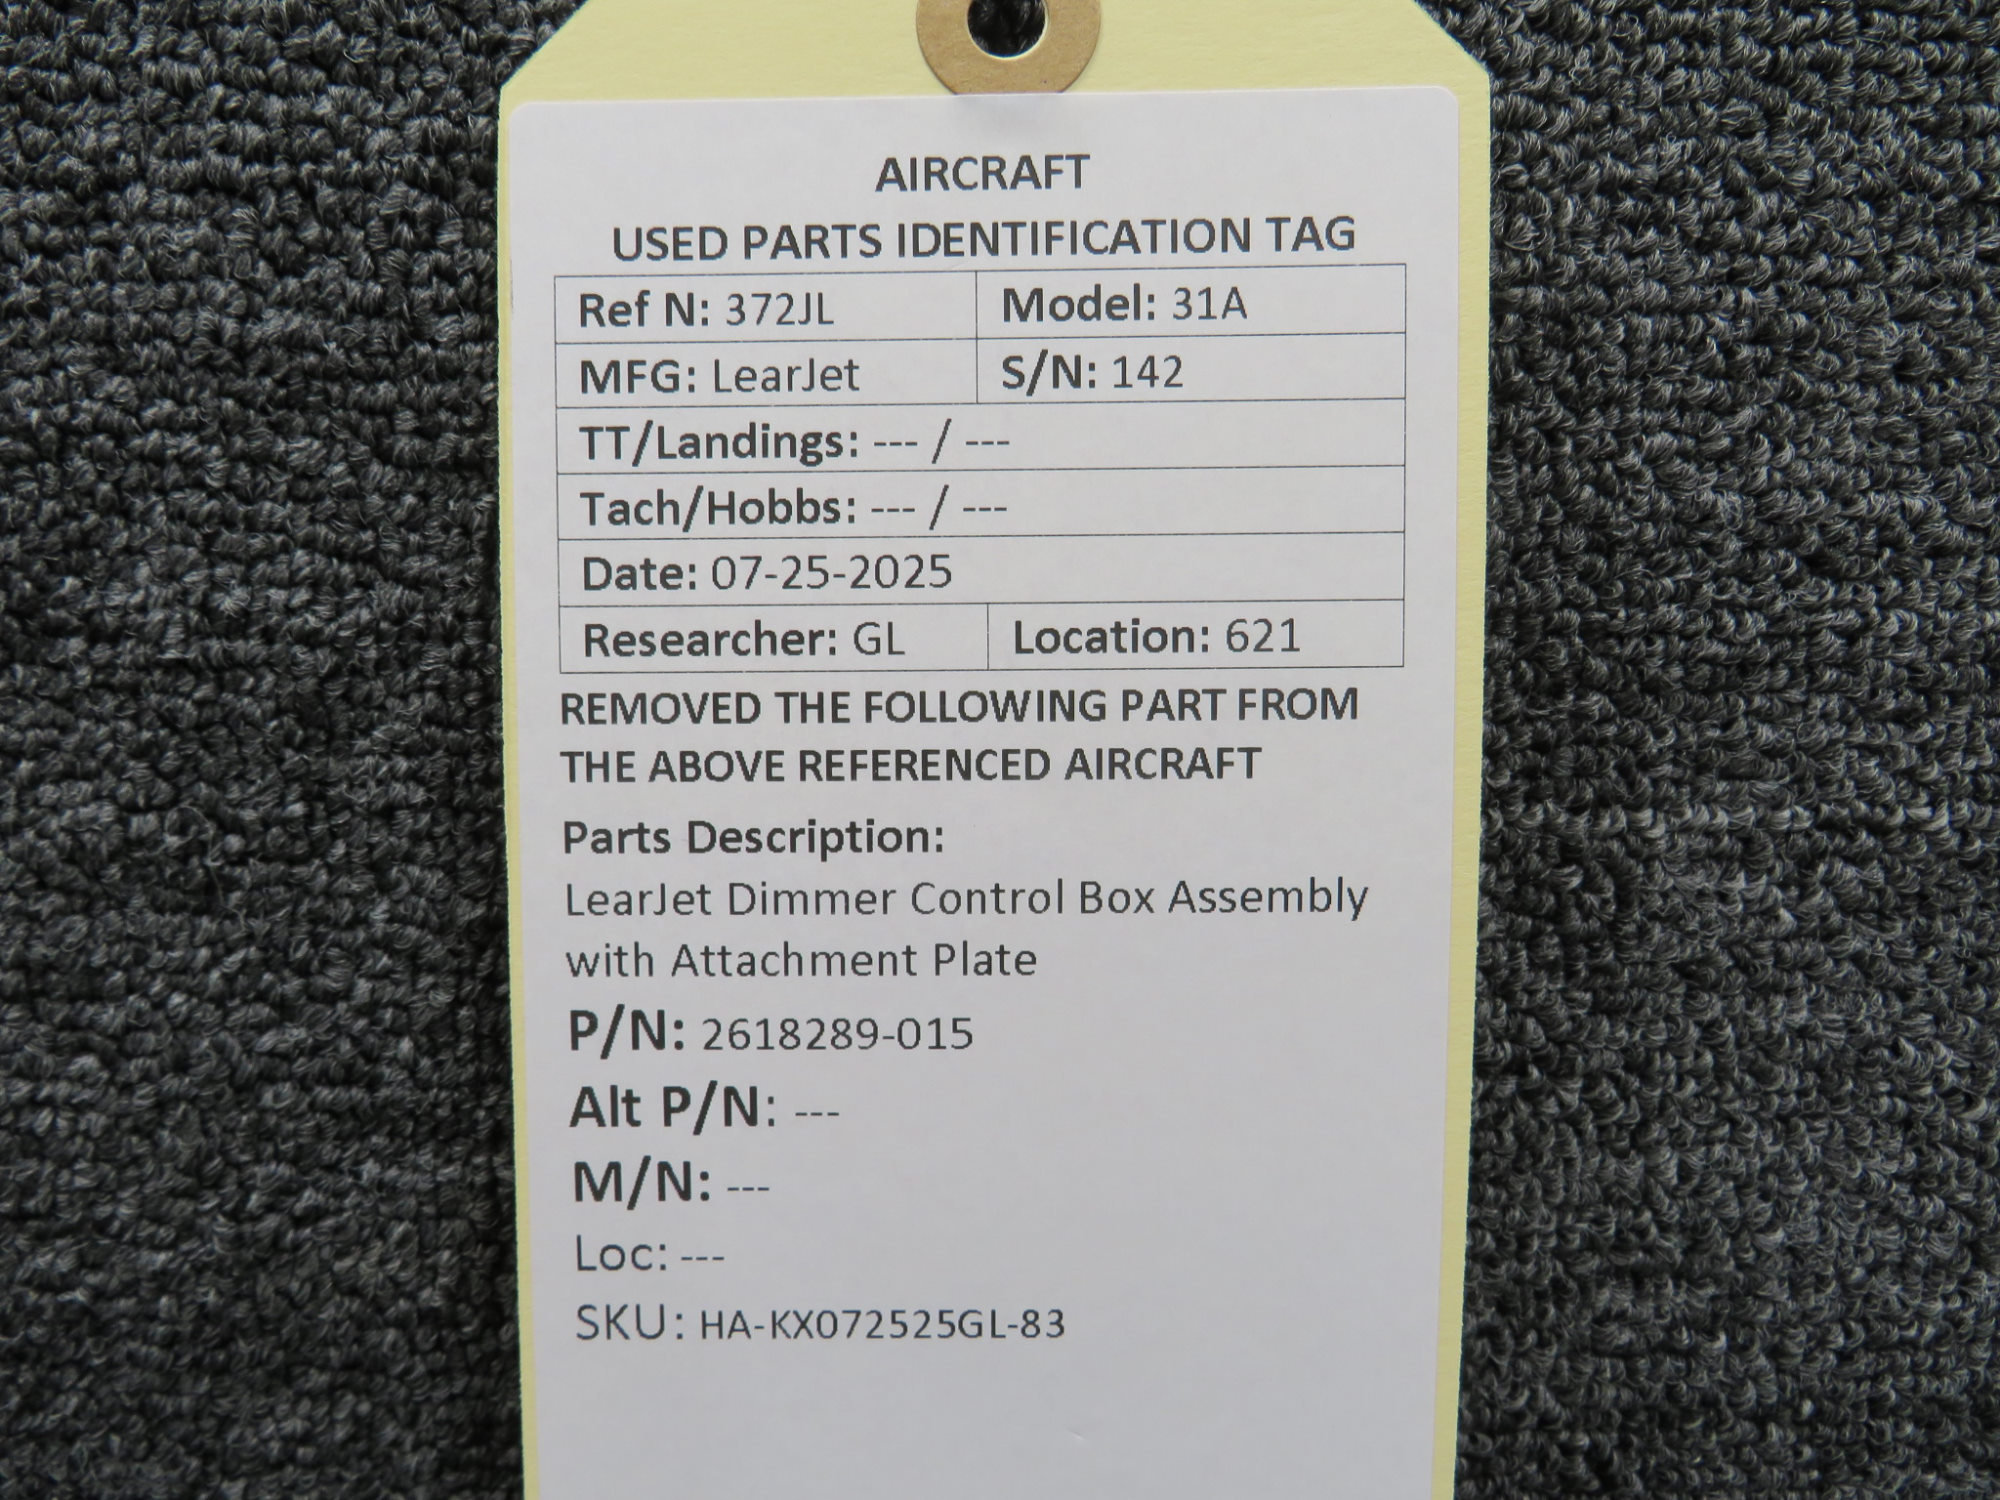 AIRCRAFT
USED PARTS IDENTIFICATION TAG
Ref N: 372JL Model: 31A
MFG: LearJet S/N: 142
TT/Landings: --- / ---
Tach/Hobbs: --- / ---
Date: 07-25-2025
Researcher: GL Location: 621
REMOVED THE FOLLOWING PART FROM
THE ABOVE REFERENCED AIRCRAFT
Parts Description:
LearJet Dimmer Control Box Assembly
with Attachment Plate
P/N: 2618289-015
Alt P/N: ---
M/N: ---
Loc: ---
SKU: HA-KX072525GL-83